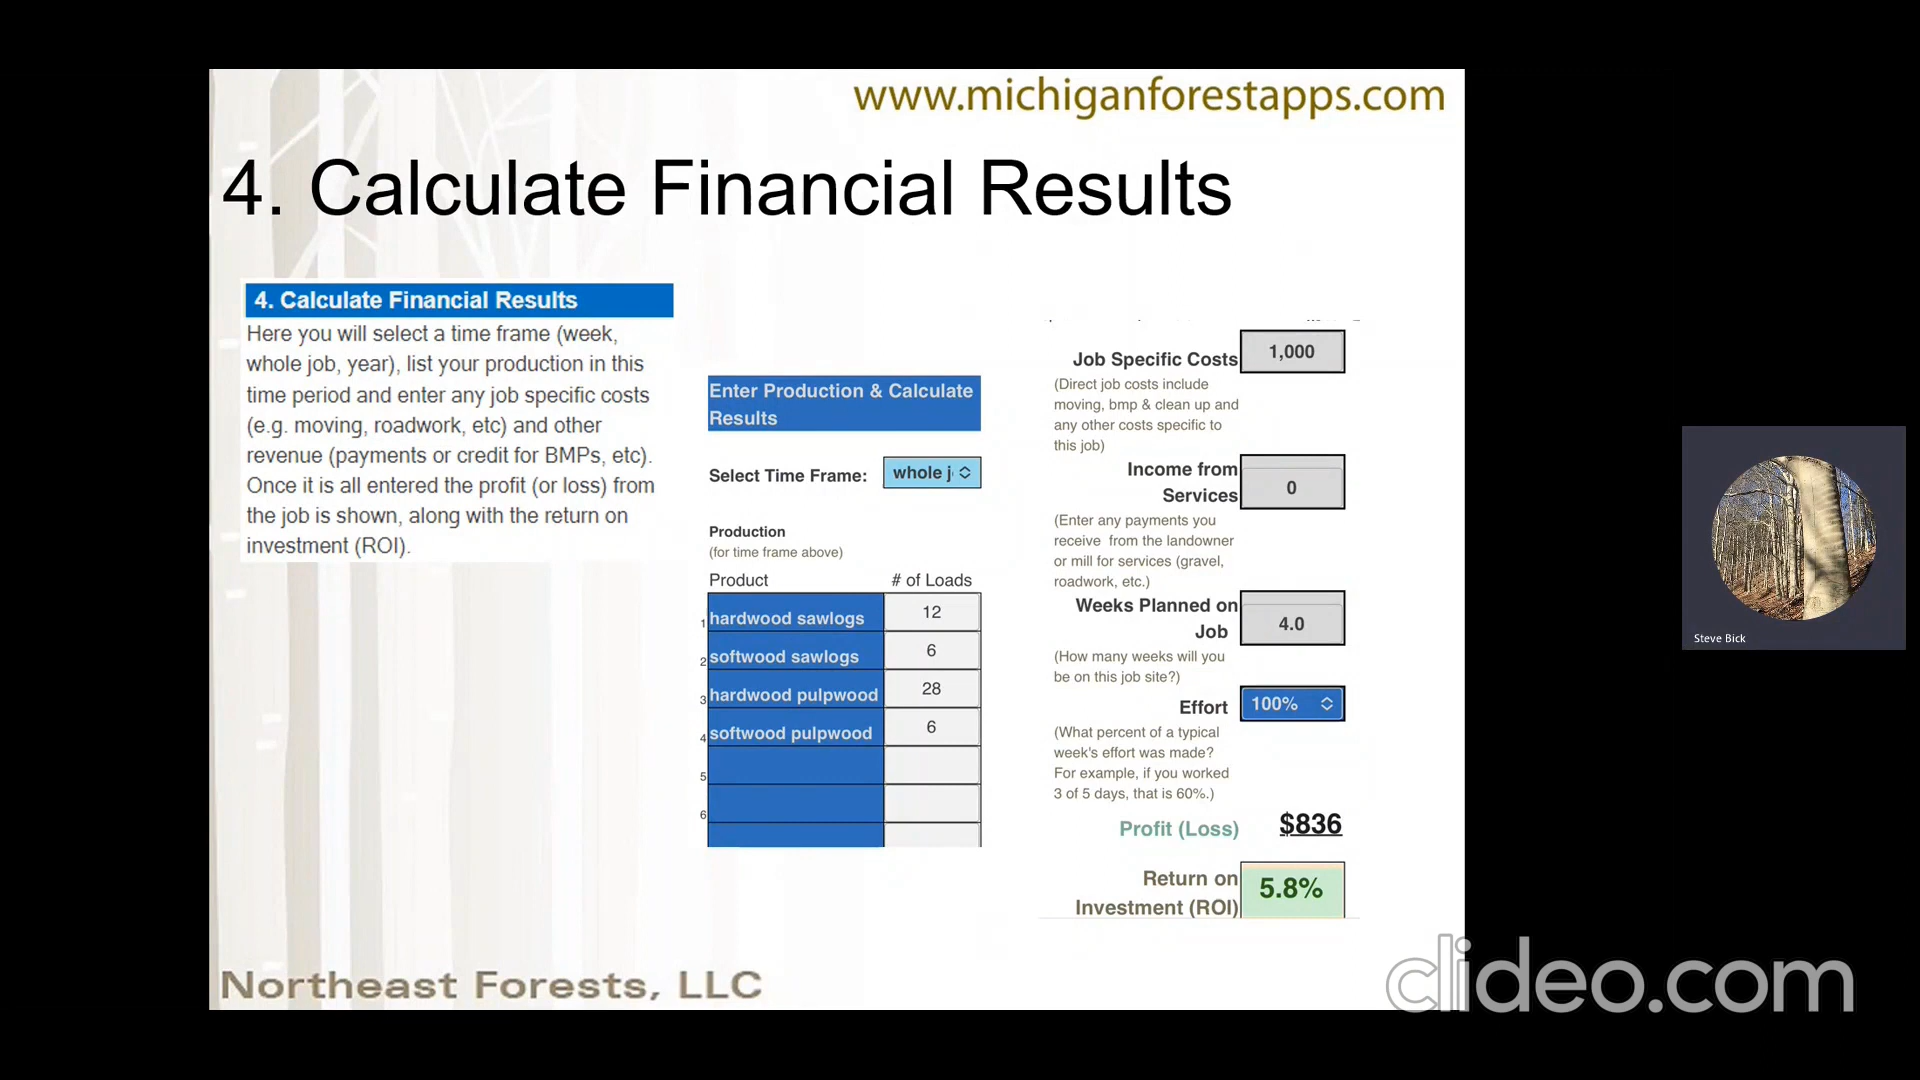 www.michiganforestapps.com
4. Calculate Financial Results
4. Calculate Financial Results
Here you will select a time frame (week,
whole job, year), list your production in this
time period and enter any job specific costs
(e.g. moving, roadwork, etc) and other
revenue (payments or credit for BMPs, etc).
Once it is all entered the profit (or loss) from
the job is shown, along with the return on
investment (ROI).
Enter Production & Calculate
Results
Select Time Frame: whole j
Production
(for time frame above)
Product # of Loads
1 hardwood sawlogs 12
2 softwood sawlogs 6
3 hardwood pulpwood 28
4 softwood pulpwood 6
5
6
Job Specific Costs 1,000
(Direct job costs include
moving, bmp & clean up and
any other costs specific to
this job)
Income from
Services 0
(Enter any payments you
receive from the landowner
or mill for services (gravel,
roadwork, etc.)
Weeks Planned on
Job 4.0
(How many weeks will you
be on this job site?)
Effort 100%
(What percent of a typical
week's effort was made?
For example, if you worked
3 of 5 days, that is 60%.)
Profit (Loss) $836
Return on
Investment (ROI) 5.8%
Steve Bick
Northeast Forests, LLC
clideo.com